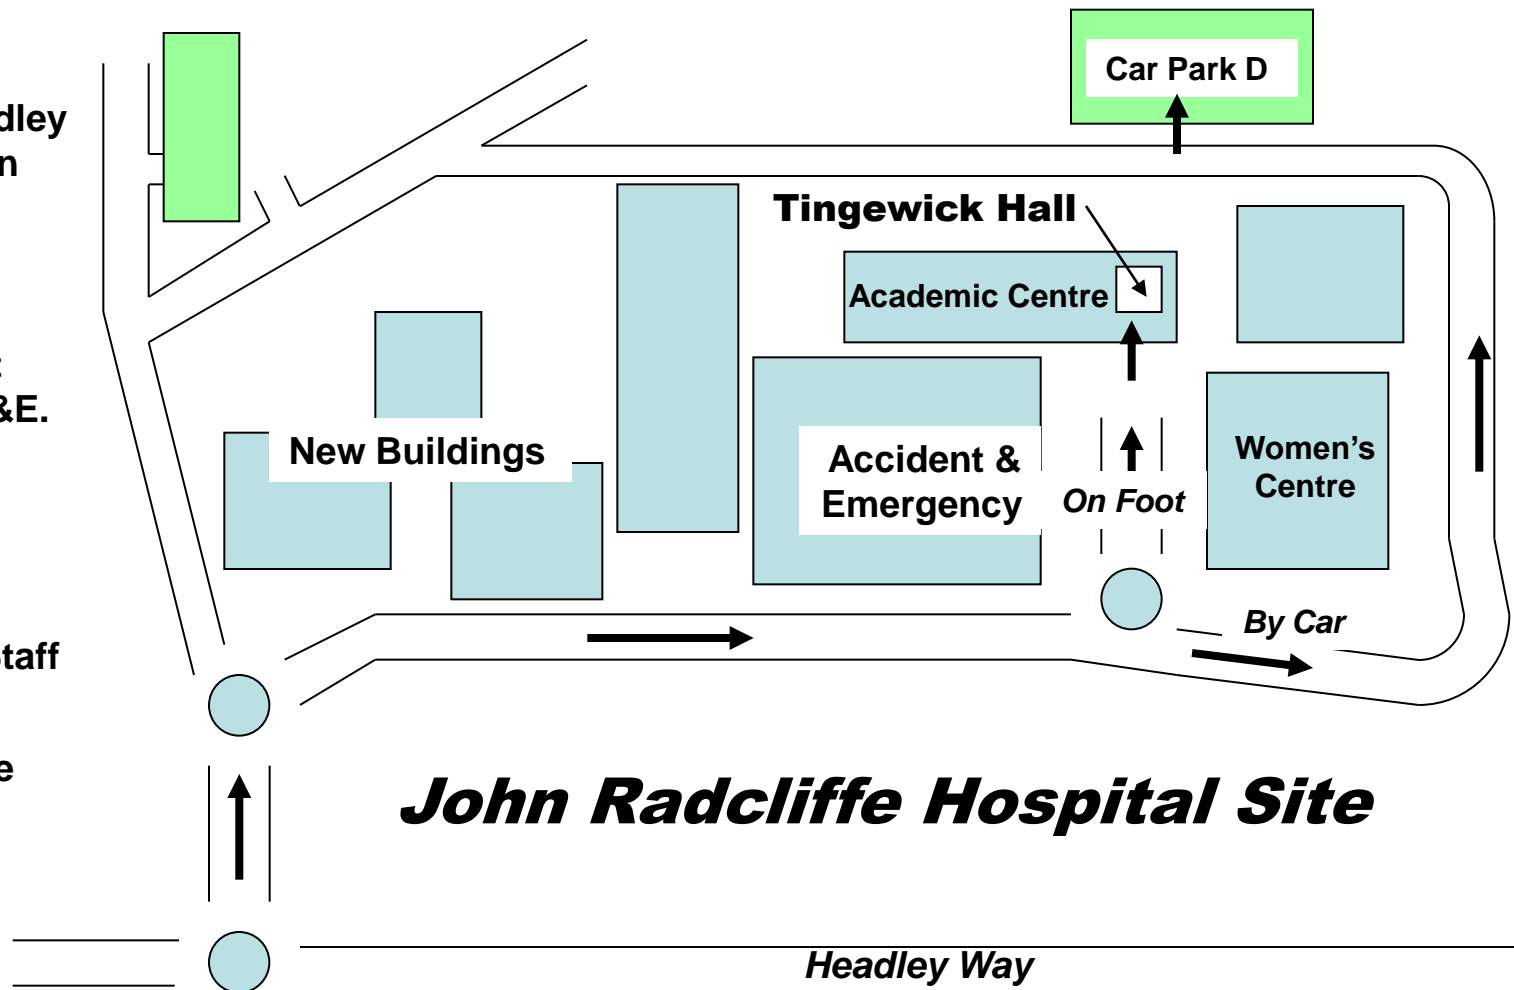 dley
n
Car Park D
Tingewick Hall
Academic Centre
&E.
New Buildings
Accident &
Emergency
On Foot
Women's
Centre
By Car
taff
e
John Radcliffe Hospital Site
Headley Way